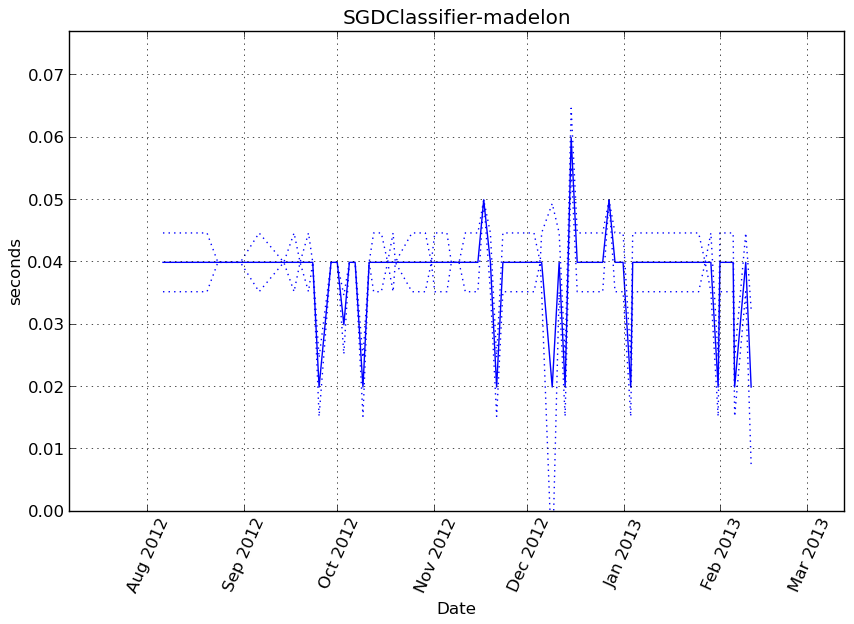 SGDClassifier-madelon
0.07
0.06
0.05
0.04
0.03
0.02
0.01
0.00
seconds
Aug 2012
Sep 2012
Oct 2012
Nov 2012
Dec 2012
Jan 2013
Feb 2013
Mar 2013
Date